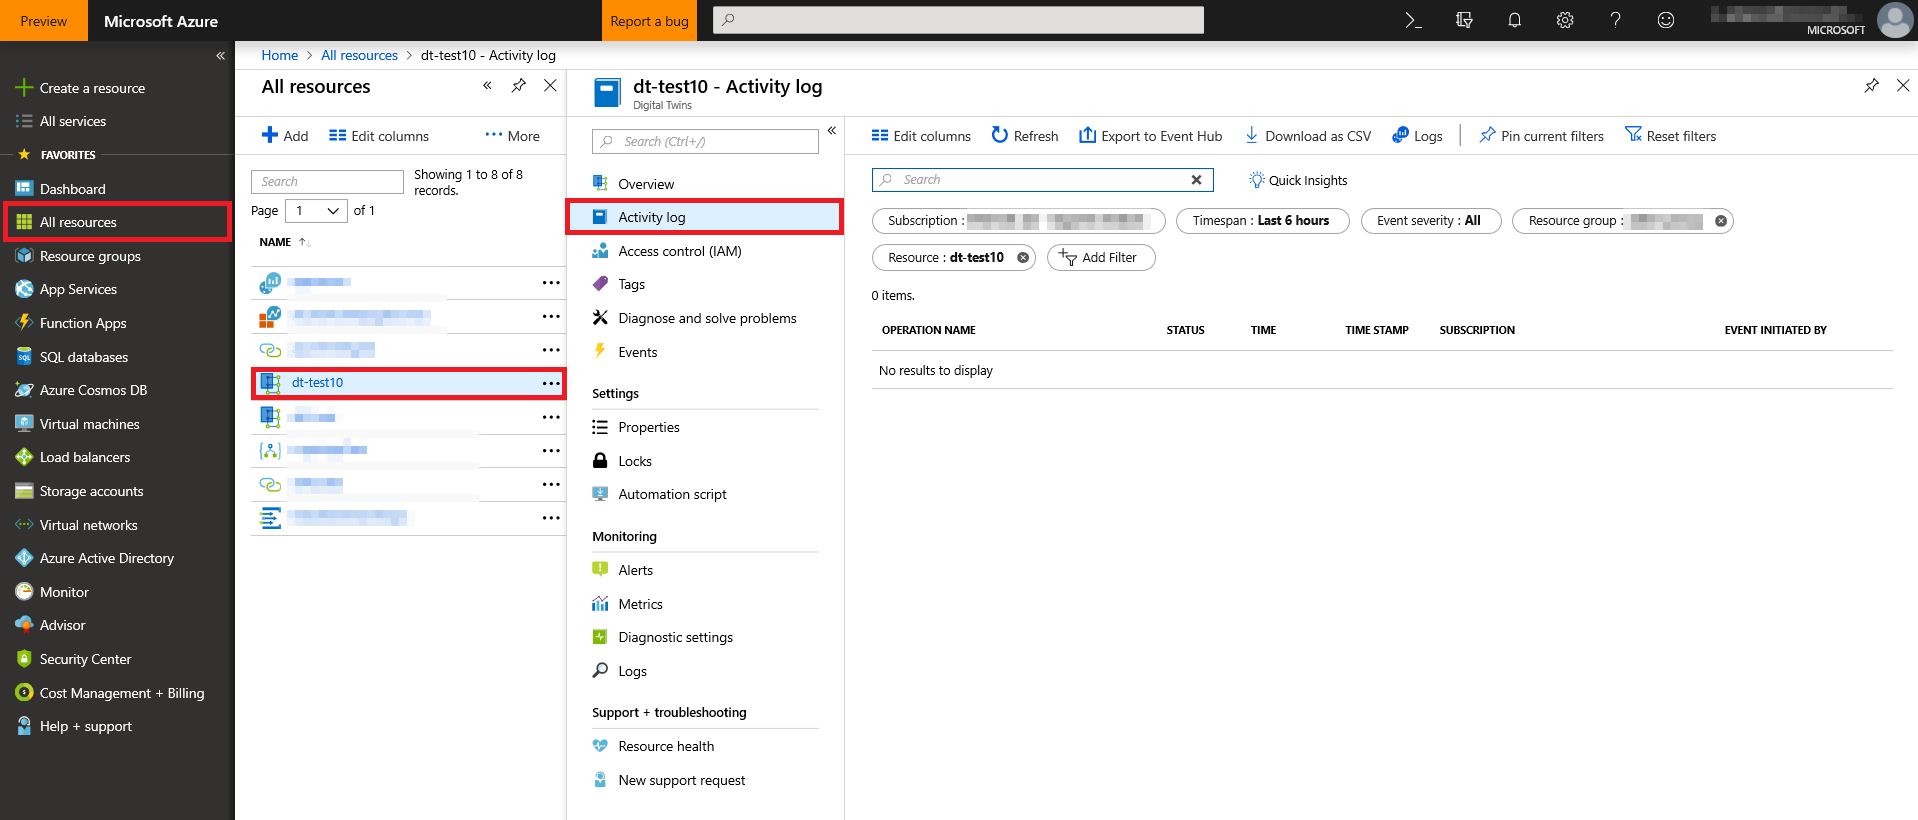 Preview
Microsoft Azure
Report a bug
MICROSOFT
Create a resource
All services
FAVORITES
Dashboard
All resources
Resource groups
App Services
Function Apps
SQL databases
Azure Cosmos DB
Virtual machines
Load balancers
Storage accounts
Virtual networks
Azure Active Directory
Monitor
Advisor
Security Center
Cost Management + Billing
Help + support
Home > All resources > dt-test10 - Activity log
All resources
Add Edit columns More
Search
Showing 1 to 8 of 8
records.
Page 1 of 1
NAME
dt-test10
dt-test10 - Activity log
Digital Twins
Search (Ctrl+/)
Overview
Activity log
Access control (IAM)
Tags
Diagnose and solve problems
Events
Settings
Properties
Locks
Automation script
Monitoring
Alerts
Metrics
Diagnostic settings
Logs
Support + troubleshooting
Resource health
New support request
Edit columns Refresh Export to Event Hub Download as CSV Logs Pin current filters Reset filters
Search
Quick Insights
Subscription :
Timespan : Last 6 hours
Event severity : All
Resource group :
Resource : dt-test10
Add Filter
0 items.
OPERATION NAME STATUS TIME TIME STAMP SUBSCRIPTION EVENT INITIATED BY
No results to display